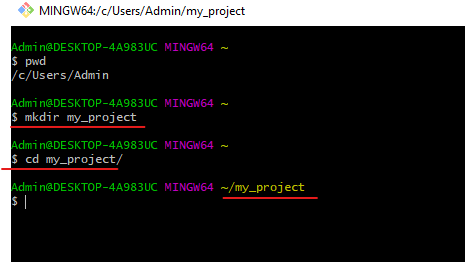 MINGW64:/c/Users/Admin/my_project
Admin@DESKTOP-4A983UC MINGW64 ~
$ pwd
/c/Users/Admin
Admin@DESKTOP-4A983UC MINGW64 ~
$ mkdir my_project
Admin@DESKTOP-4A983UC MINGW64 ~
$ cd my_project/
Admin@DESKTOP-4A983UC MINGW64 ~/my_project
$